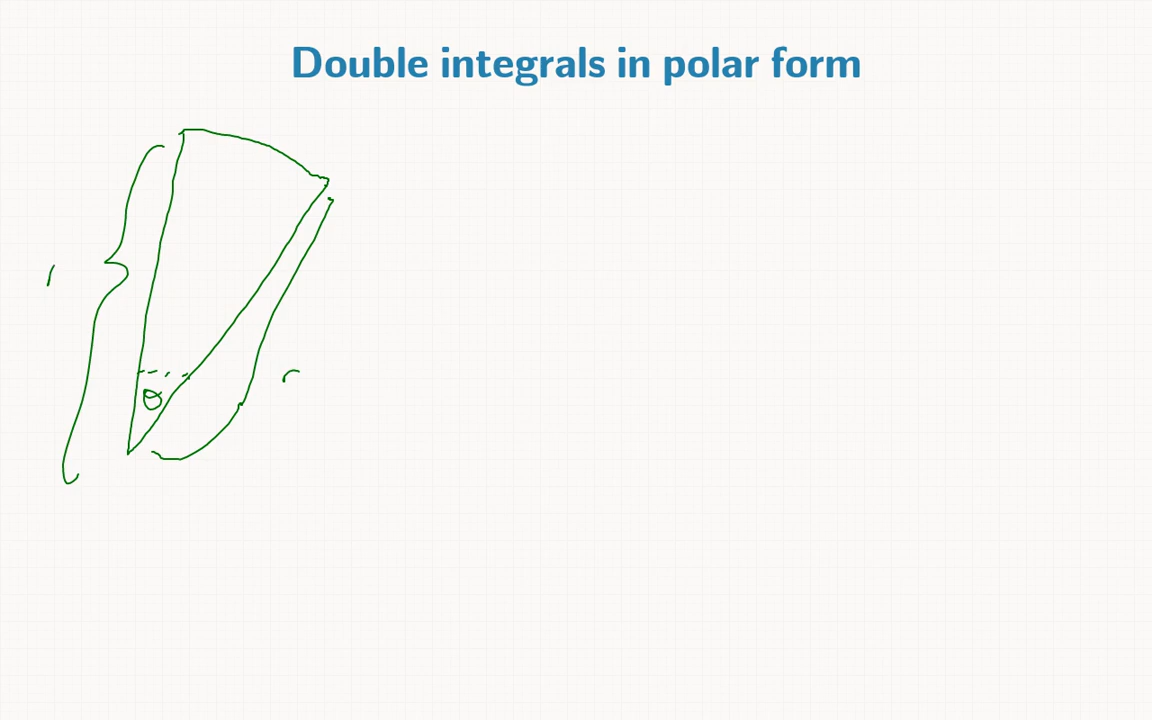 Double integrals in polar form
r
θ